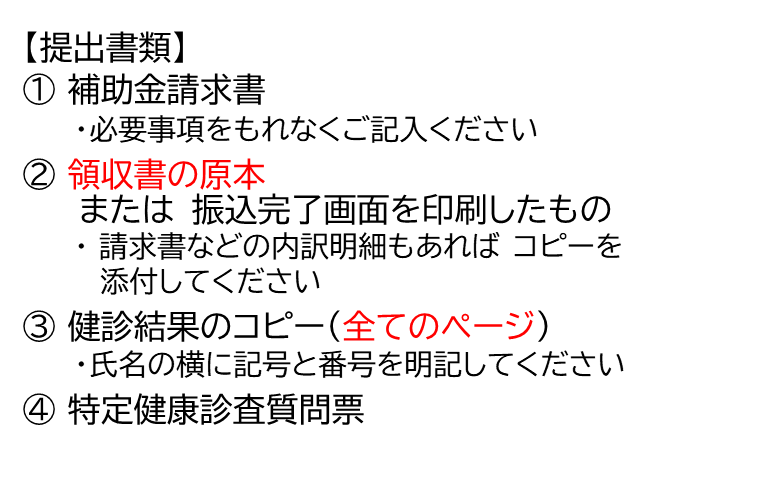 【提出書類】
① 補助金請求書
・必要事項をもれなくご記入ください
② 領収書の原本
または 振込完了画面を印刷したもの
・ 請求書などの内訳明細もあれば コピーを
添付してください
③ 健診結果のコピー(全てのページ)
・氏名の横に記号と番号を明記してください
④ 特定健康診査質問票